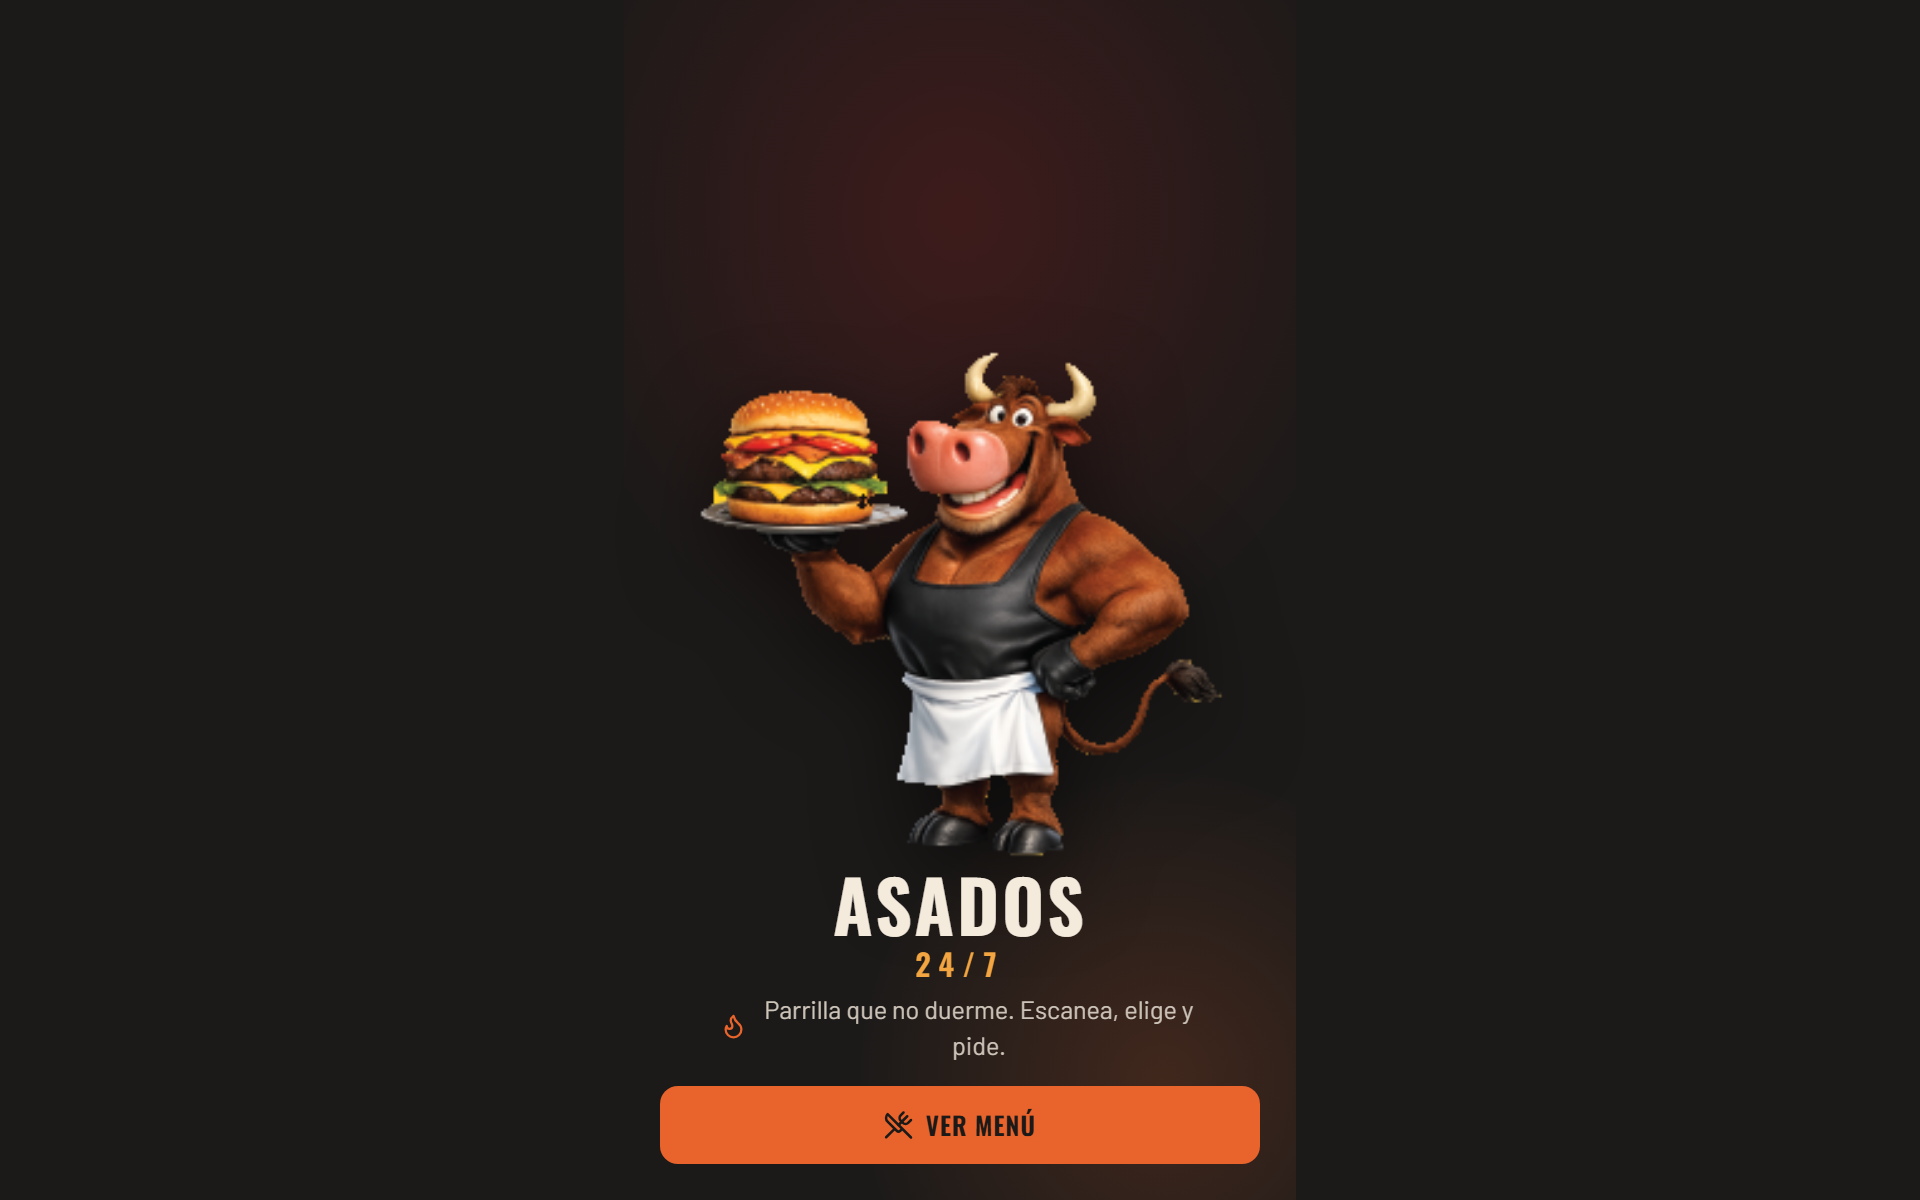 ASADOS
24/7
Parrilla que no duerme. Escanea, elige y
pide.
VER MENÚ